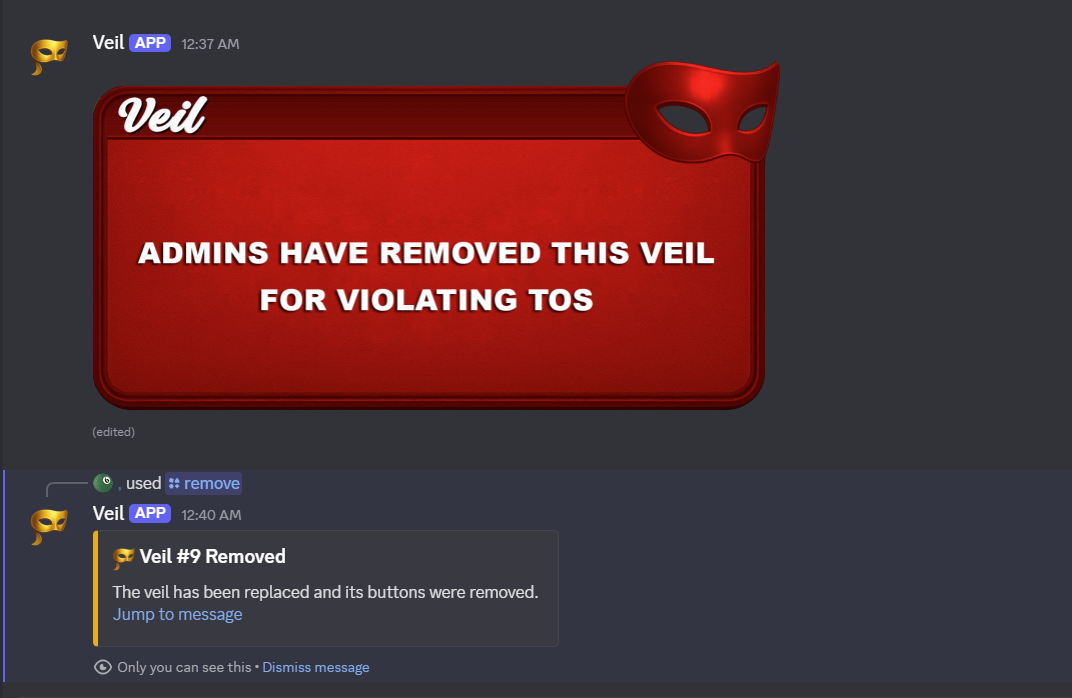 Veil APP 12:37 AM
Veil
ADMINS HAVE REMOVED THIS VEIL
FOR VIOLATING TOS
(edited)
, used remove
Veil APP 12:40 AM
Veil #9 Removed
The veil has been replaced and its buttons were removed.
Jump to message
Only you can see this • Dismiss message